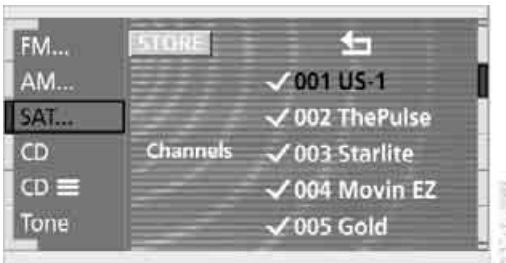 FM...
AM...
SAT...
CD
CD
Tone
STORE
Channels
001 US-1
002 ThePulse
003 Starlite
004 Movin EZ
005 Gold